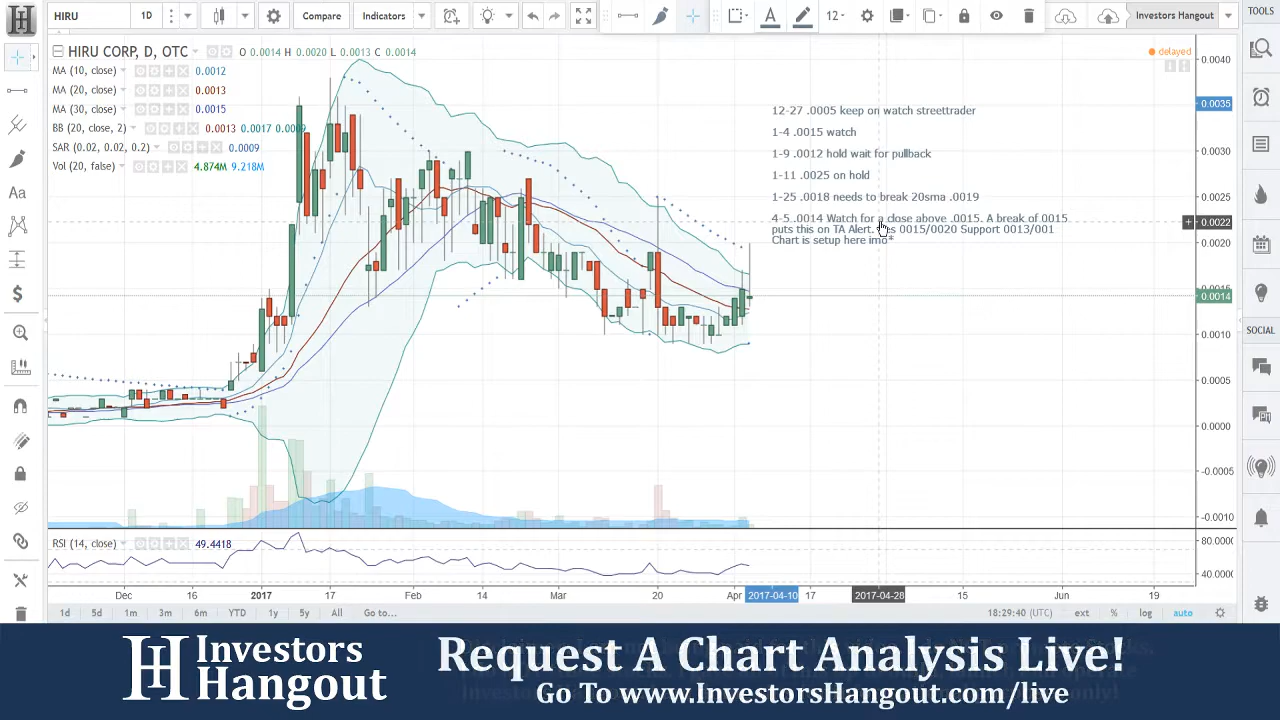 HIRU
1D
Compare
Indicators
12
Investors Hangout
TOOLS
HIRU CORP, D, OTC
O 0.0014 H 0.0020 L 0.0013 C 0.0014
delayed
MA (10, close) 0.0012
MA (20, close) 0.0013
MA (30, close) 0.0015
BB (20, close, 2) 0.0013 0.0017 0.0009
SAR (0.02, 0.02, 0.2) 0.0009
Vol (20, false) 4.874M 9.218M
12-27 .0005 keep on watch streettrader
1-4 .0015 watch
1-9 .0012 hold wait for pullback
1-11 .0025 on hold
1-25 .0018 needs to break 20sma .0019
4-5 .0014 Watch for a close above .0015. A break of 0015
puts this on TA Alert. 0015/0020 Support 0013/001
Chart is setup here imo*
0.0040
0.0035
0.0030
0.0025
0.0022
0.0020
0.0014
0.0010
0.0005
0.0000
-0.0005
-0.0010
SOCIAL
RSI (14, close) 49.4418
80.0000
40.0000
Dec 16 2017 17 Feb 14 Mar 20 Apr 2017-04-10 17 2017-04-28 15 Jun 19
1d 5d 1m 3m 6m YTD 1y 5y All Go to...
18:29:40 (UTC) ext % log auto
Investors
Hangout
Request A Chart Analysis Live!
Go To www.InvestorsHangout.com/live